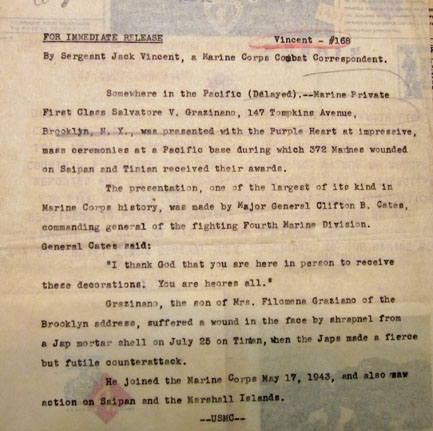 FOR IMMEDIATE RELEASE Vincent - #168
By Sergeant Jack Vincent, a Marine Corps Combat Correspondent.
Somewhere in the Pacific (Delayed).--Marine Private
First Class Salvatore V. Grazinano, 147 Tompkins Avenue,
Brooklyn, N. Y., was presented with the Purple Heart at impressive,
mass ceremonies at a Pacific base during which 372 Marines wounded
on Saipan and Tinian received their awards.
The presentation, one of the largest of its kind in
Marine Corps history, was made by Major General Clifton B. Cates,
commanding general of the fighting Fourth Marine Division.
General Cates said:
"I thank God that you are here in person to receive
these decorations. You are heores all."
Grazinano, the son of Mrs. Filomena Graziano of the
Brooklyn address, suffered a wound in the face by shrapnel from
a Jap mortar shell on July 25 on Tinian, when the Japs made a fierce
but futile counterattack.
He joined the Marine Corps May 17, 1943, and also saw
action on Saipan and the Marshall Islands.
--USMC--